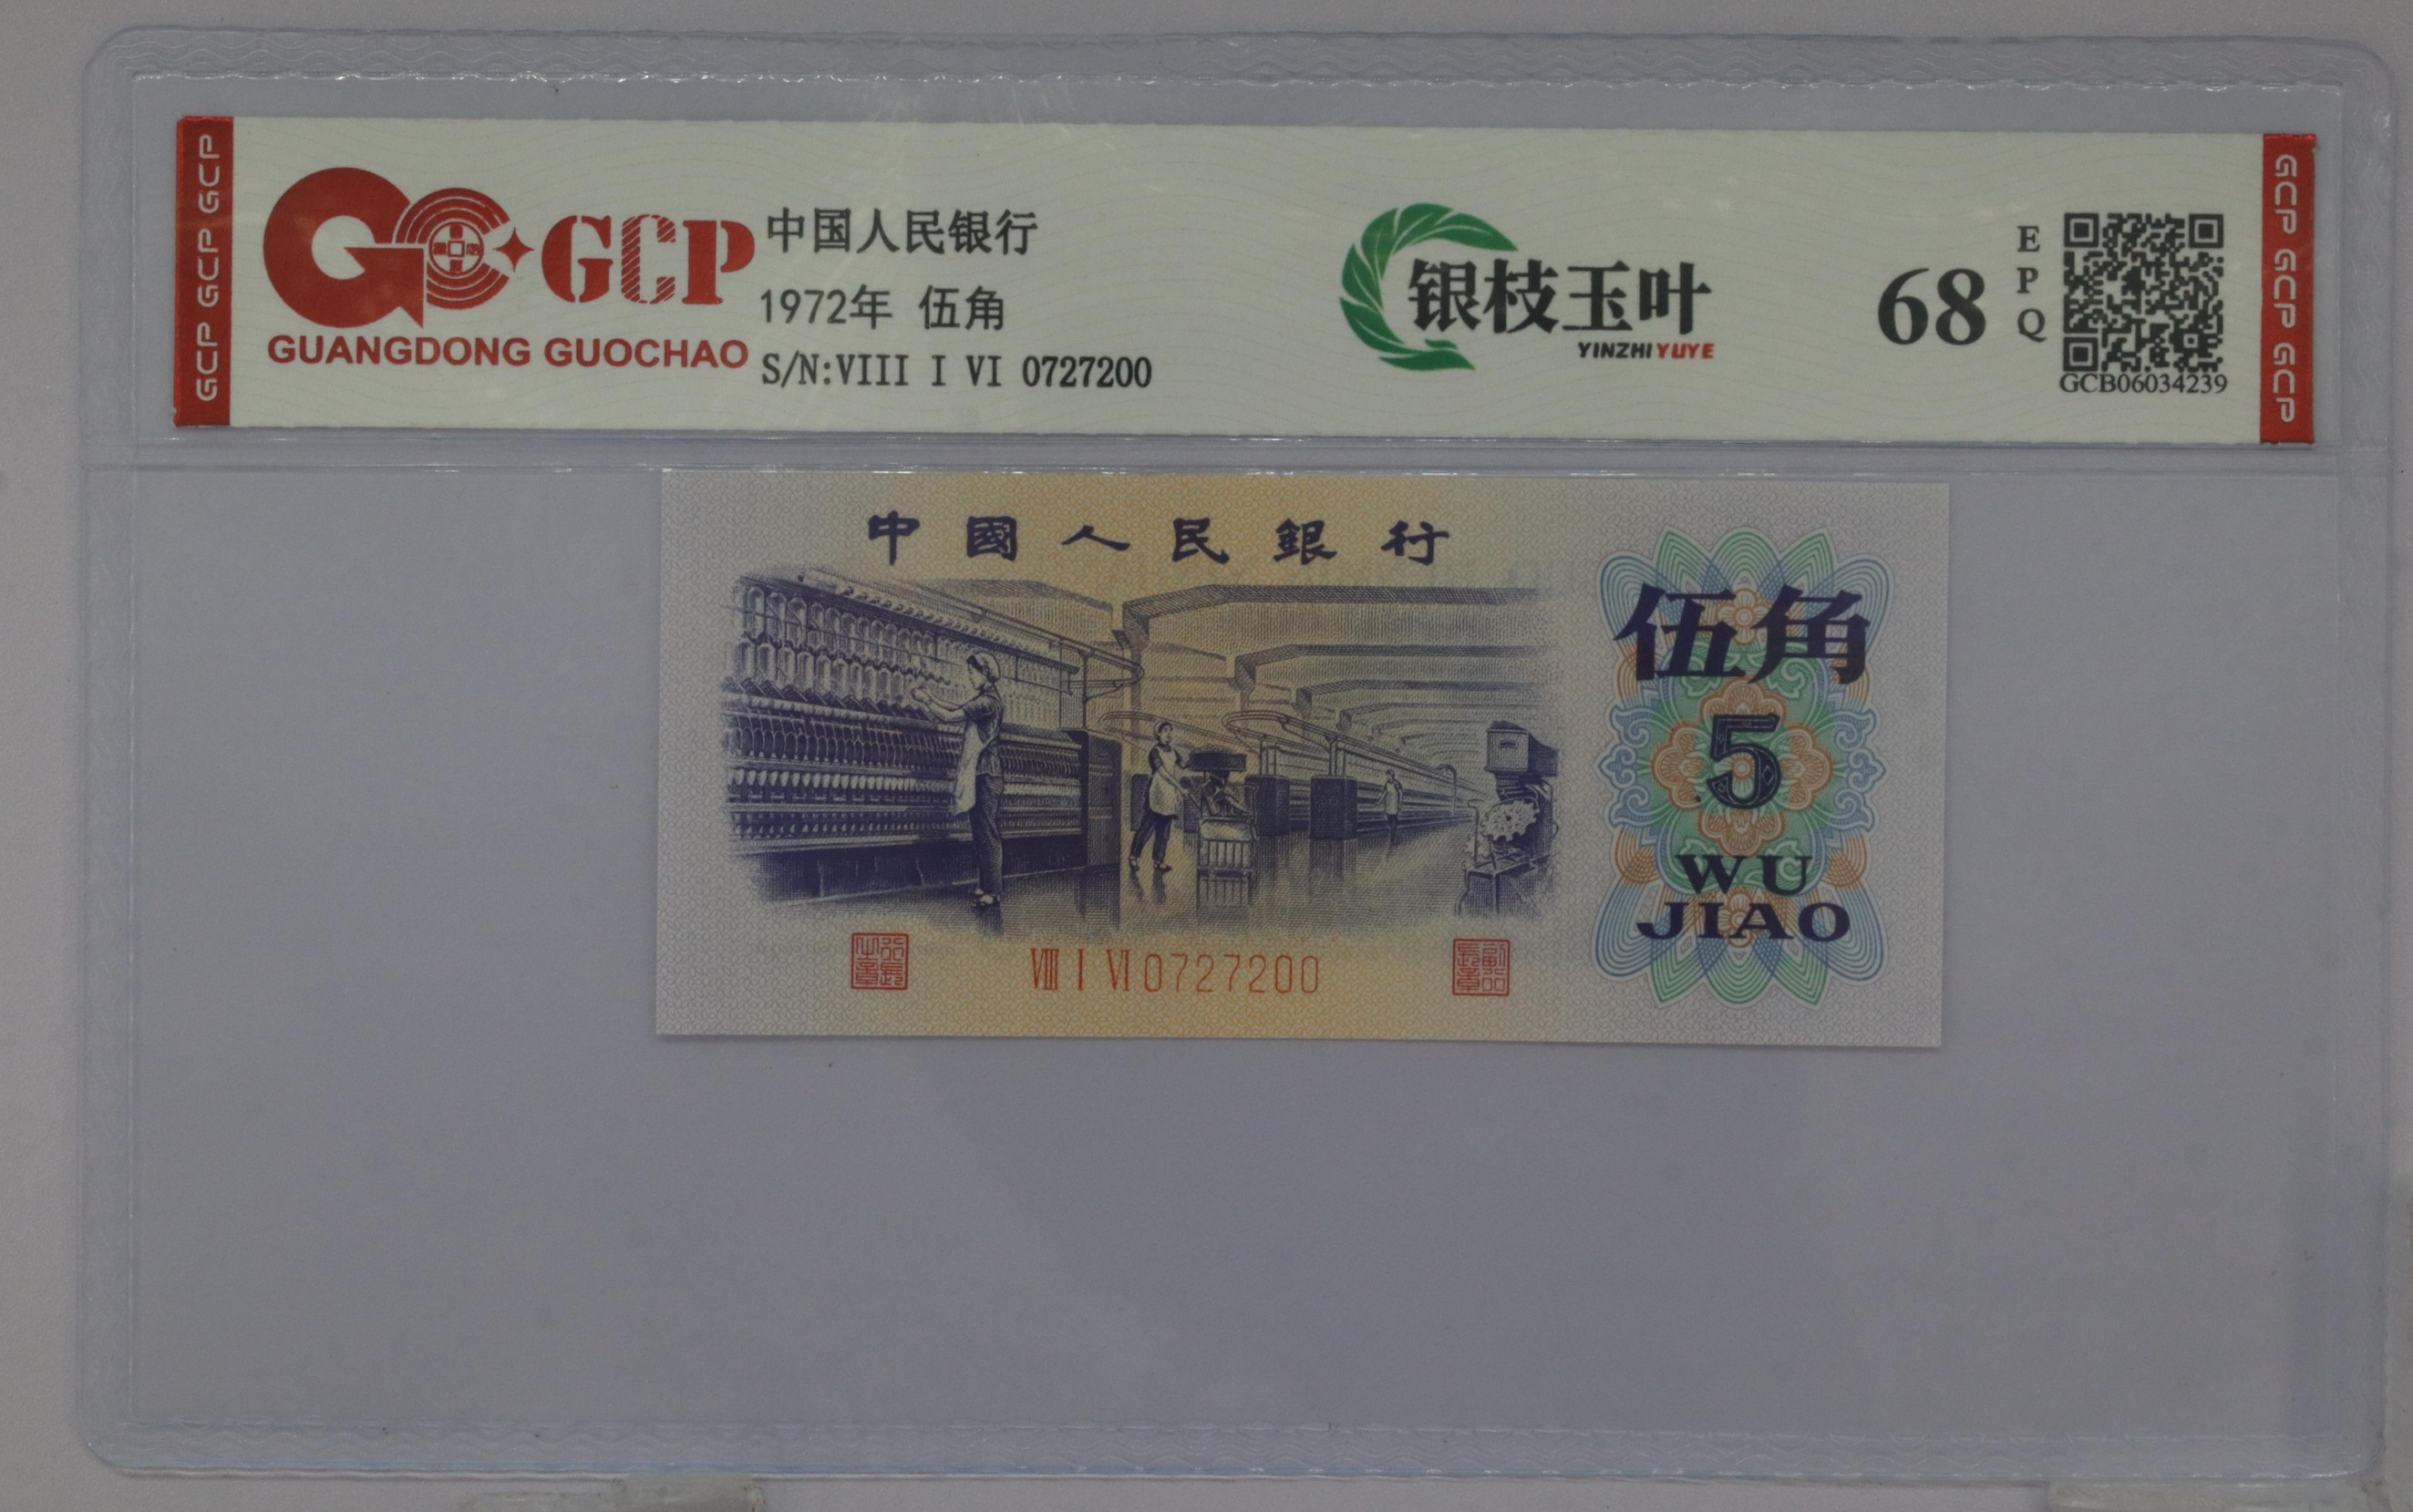 GCP GCP GCP
GCP
GUANGDONG GUOCHAO
中国人民银行
1972年 伍角
S/N:VIII I VI 0727200
银枝玉叶
YINZHIYUYE
68
EPQ
GCB06034239
GCP GCP GCP
中國人民銀行
伍角
5
WU
JIAO
VIII I VI 0727200